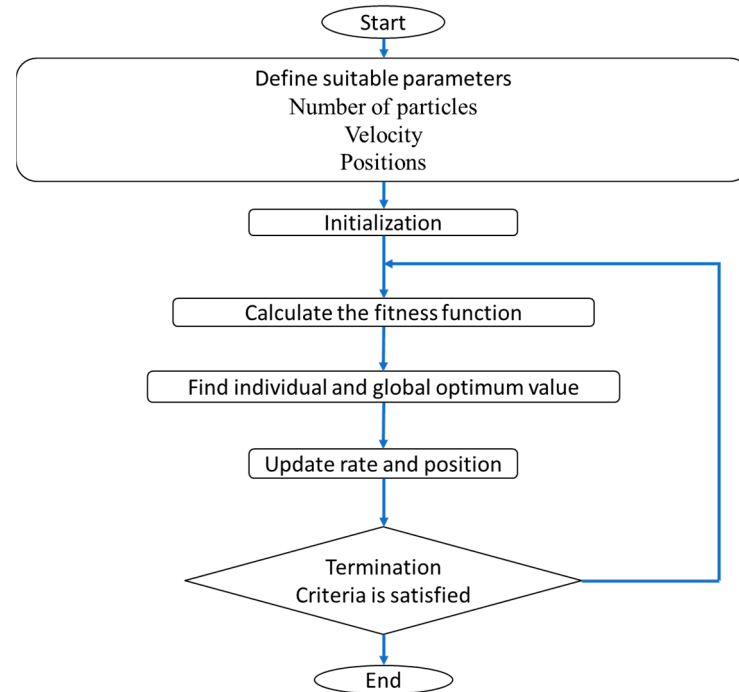 Start
Define suitable parameters
Number of particles
Velocity
Positions
Initialization
Calculate the fitness function
Find individual and global optimum value
Update rate and position
Termination
Criteria is satisfied
End